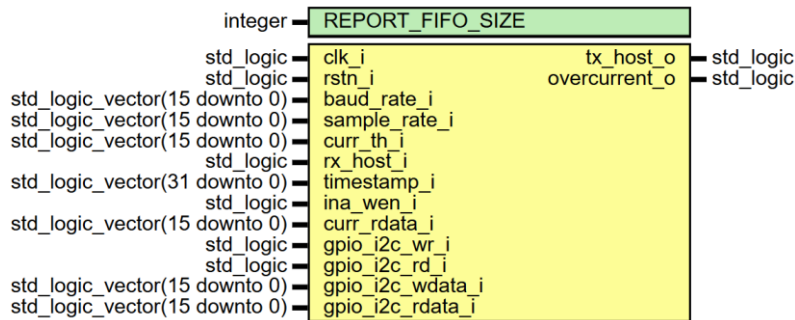 integer REPORT_FIFO_SIZE
std_logic clk_i tx_host_o std_logic
std_logic rstn_i overcurrent_o std_logic
std_logic_vector(15 downto 0) baud_rate_i
std_logic_vector(15 downto 0) sample_rate_i
std_logic_vector(15 downto 0) curr_th_i
std_logic rx_host_i
std_logic_vector(31 downto 0) timestamp_i
std_logic ina_wen_i
std_logic_vector(15 downto 0) curr_rdata_i
std_logic gpio_i2c_wr_i
std_logic gpio_i2c_rd_i
std_logic_vector(15 downto 0) gpio_i2c_wdata_i
std_logic_vector(15 downto 0) gpio_i2c_rdata_i